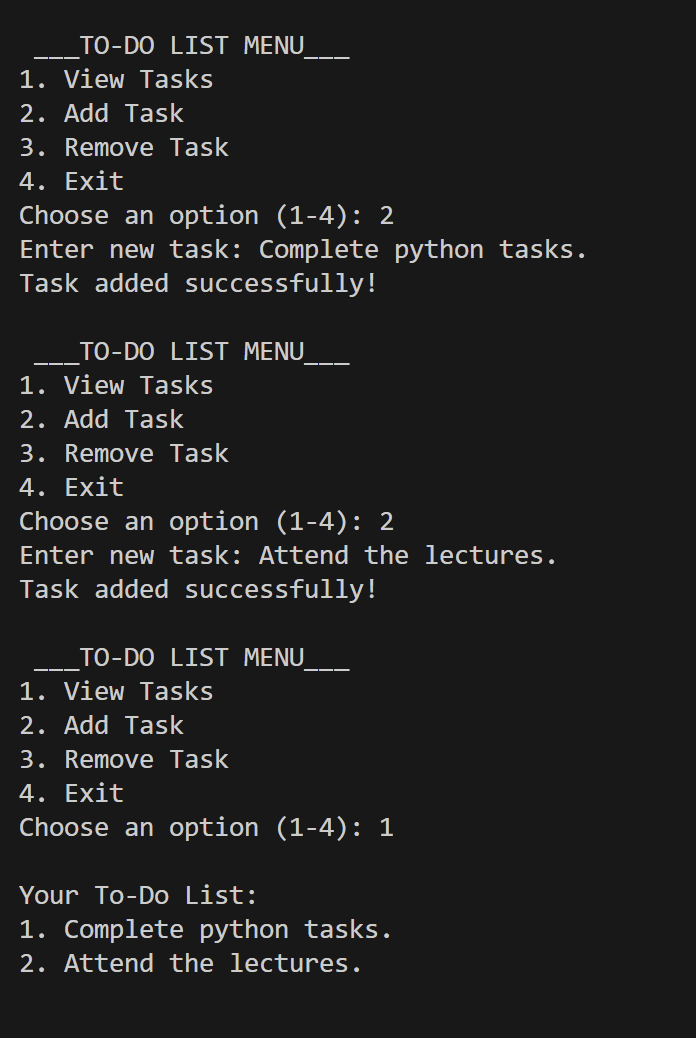 ___TO-DO LIST MENU___
1. View Tasks
2. Add Task
3. Remove Task
4. Exit
Choose an option (1-4): 2
Enter new task: Complete python tasks.
Task added successfully!
___TO-DO LIST MENU___
1. View Tasks
2. Add Task
3. Remove Task
4. Exit
Choose an option (1-4): 2
Enter new task: Attend the lectures.
Task added successfully!
___TO-DO LIST MENU___
1. View Tasks
2. Add Task
3. Remove Task
4. Exit
Choose an option (1-4): 1
Your To-Do List:
1. Complete python tasks.
2. Attend the lectures.